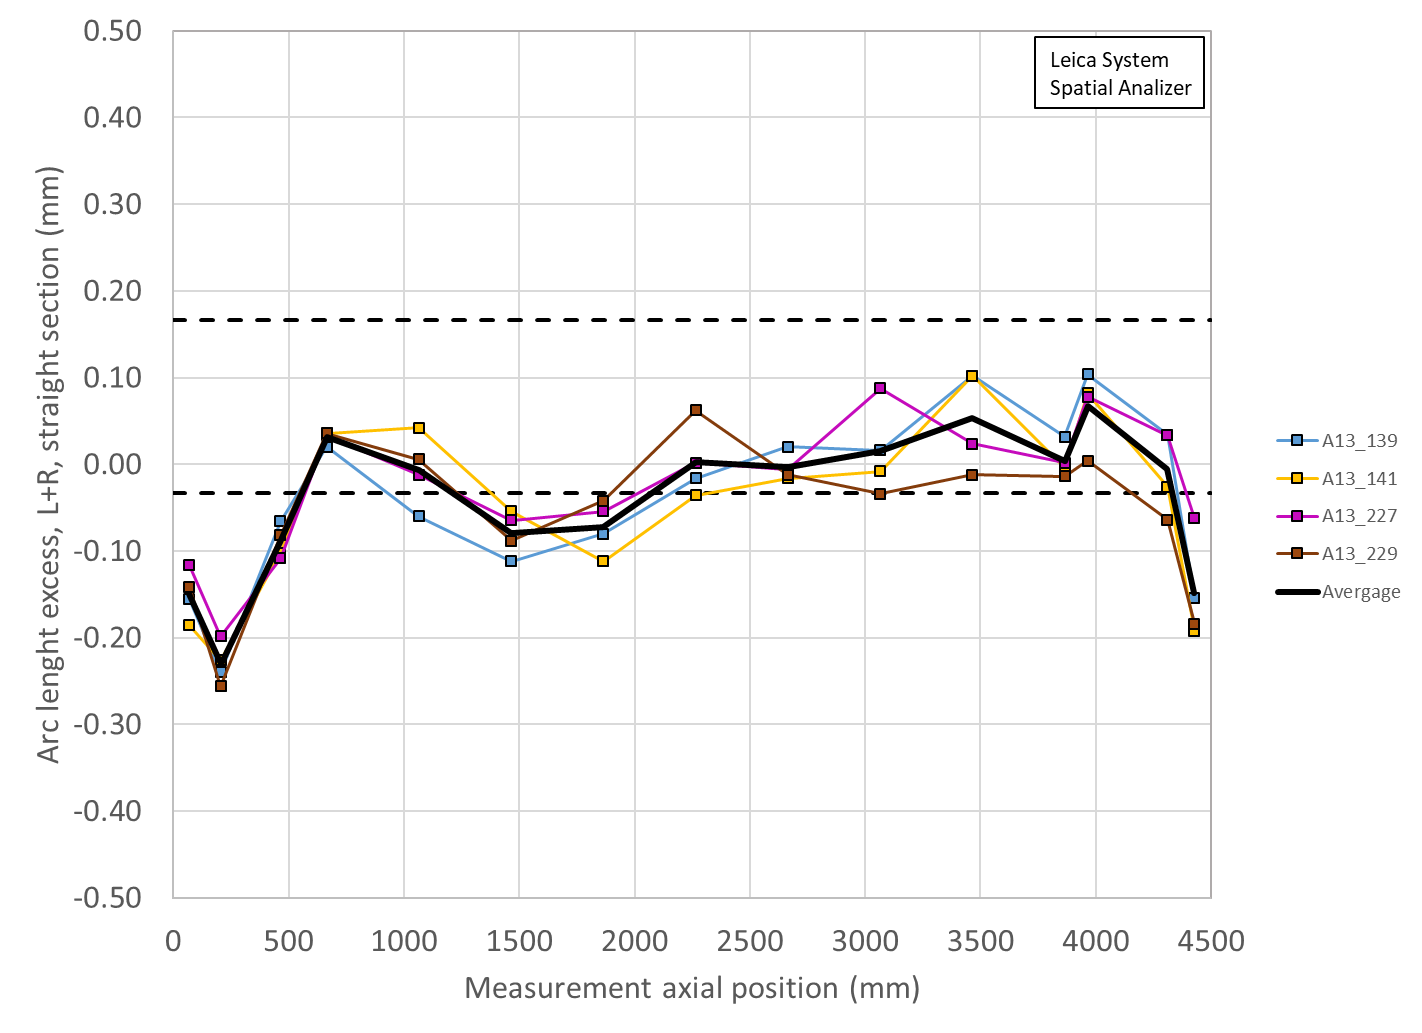 0.50
0.40
0.30
0.20
0.10
0.00
-0.10
-0.20
-0.30
-0.40
-0.50
Arc lenght excess, L+R, straight section (mm)
Leica System
Spatial Analizer
A13_139
A13_141
A13_227
A13_229
Avergage
0 500 1000 1500 2000 2500 3000 3500 4000 4500
Measurement axial position (mm)